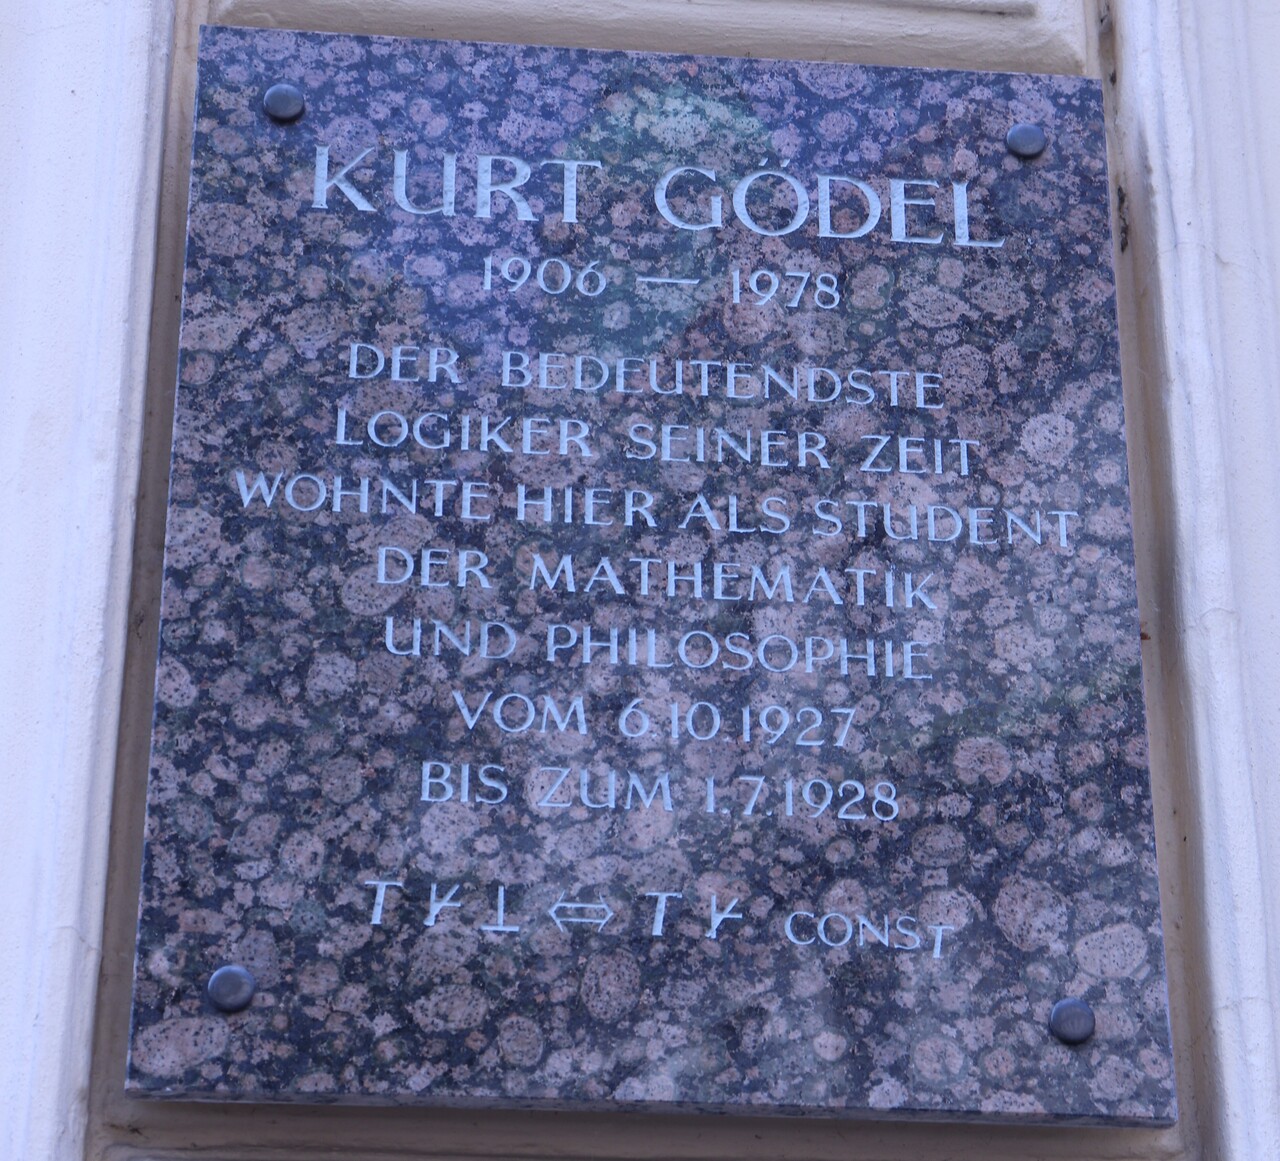 KURT GÖDEL
1906 — 1978
DER BEDEUTENDSTE
LOGIKER SEINER ZEIT
WOHNTE HIER ALS STUDENT
DER MATHEMATIK
UND PHILOSOPHIE
VOM 6.10.1927
BIS ZUM 1.7.1928
T ⊬ ⊥ ⇔ T ⊬ CONST